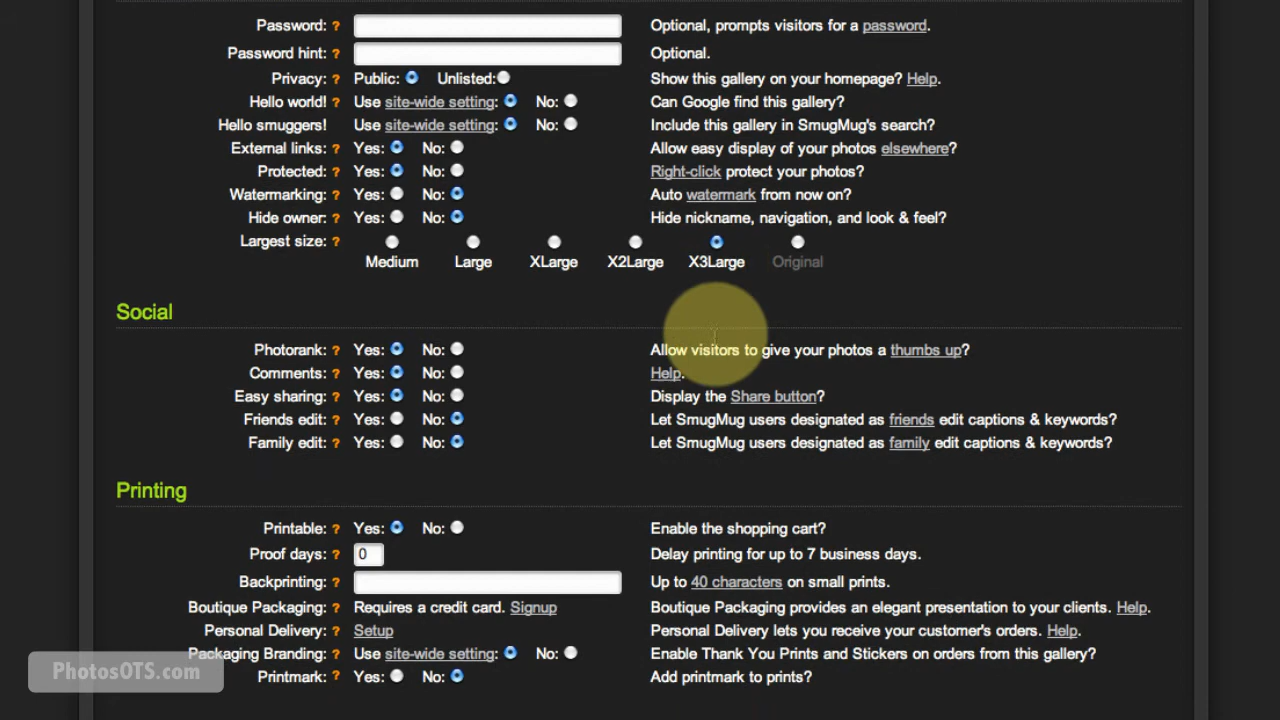 Password: ? Optional, prompts visitors for a password.
Password hint: ? Optional.
Privacy: ? Public: Unlisted: Show this gallery on your homepage? Help.
Hello world! ? Use site-wide setting: No: Can Google find this gallery?
Hello smuggers! Use site-wide setting: No: Include this gallery in SmugMug's search?
External links: ? Yes: No: Allow easy display of your photos elsewhere?
Protected: ? Yes: No: Right-click protect your photos?
Watermarking: ? Yes: No: Auto watermark from now on?
Hide owner: ? Yes: No: Hide nickname, navigation, and look & feel?
Largest size: ?
Medium Large XLarge X2Large X3Large Original
Social
Photorank: ? Yes: No: Allow visitors to give your photos a thumbs up?
Comments: ? Yes: No: Help.
Easy sharing: ? Yes: No: Display the Share button?
Friends edit: ? Yes: No: Let SmugMug users designated as friends edit captions & keywords?
Family edit: ? Yes: No: Let SmugMug users designated as family edit captions & keywords?
Printing
Printable: ? Yes: No: Enable the shopping cart?
Proof days: ? 0 Delay printing for up to 7 business days.
Backprinting: ? Up to 40 characters on small prints.
Boutique Packaging: ? Requires a credit card. Signup Boutique Packaging provides an elegant presentation to your clients. Help.
Personal Delivery: ? Setup Personal Delivery lets you receive your customer's orders. Help.
Packaging Branding: ? Use site-wide setting: No: Enable Thank You Prints and Stickers on orders from this gallery?
Printmark: ? Yes: No: Add printmark to prints?
PhotosOTS.com